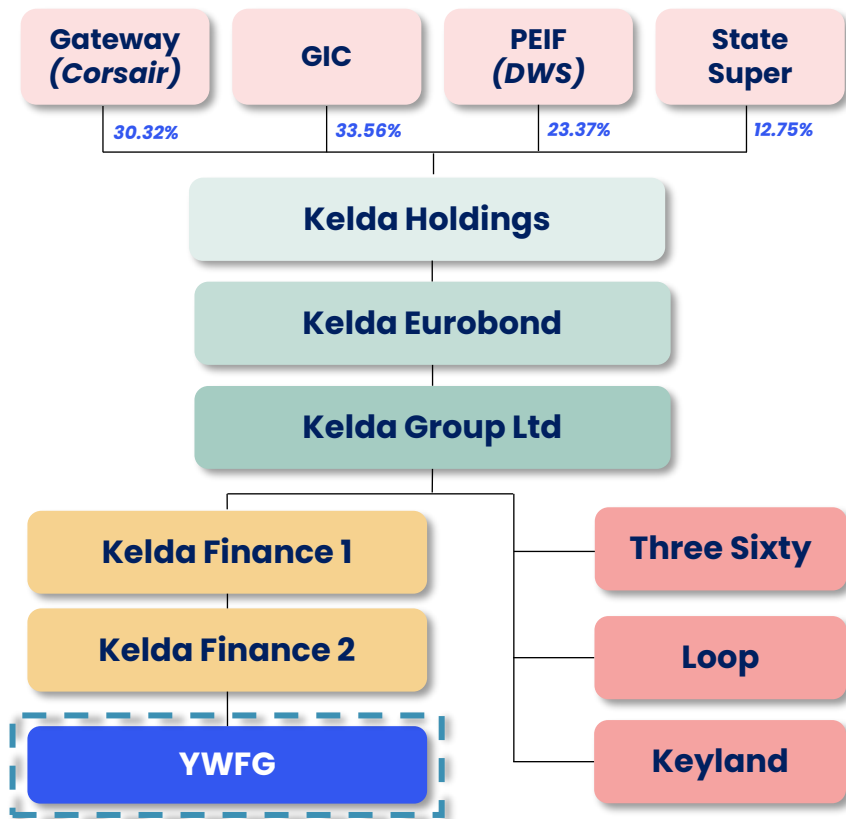 Gateway
(Corsair)
GIC
PEIF
(DWS)
State
Super
30.32%
33.56%
23.37%
12.75%
Kelda Holdings
Kelda Eurobond
Kelda Group Ltd
Kelda Finance 1
Three Sixty
Kelda Finance 2
Loop
YWFG
Keyland